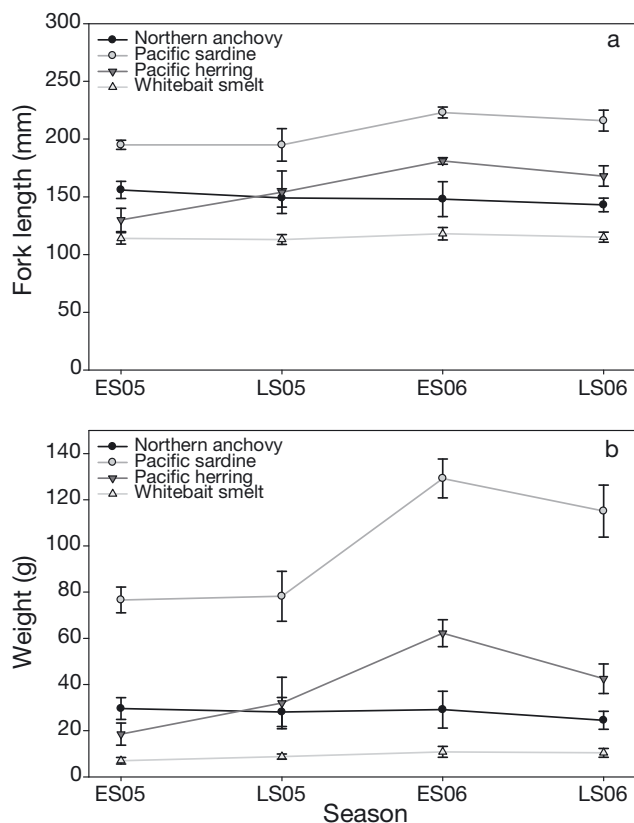 a
Northern anchovy
Pacific sardine
Pacific herring
Whitebait smelt
Fork length (mm)
300
250
200
150
100
50
0
ES05 LS05 ES06 LS06
b
Northern anchovy
Pacific sardine
Pacific herring
Whitebait smelt
Weight (g)
140
120
100
80
60
40
20
0
ES05 LS05 ES06 LS06
Season